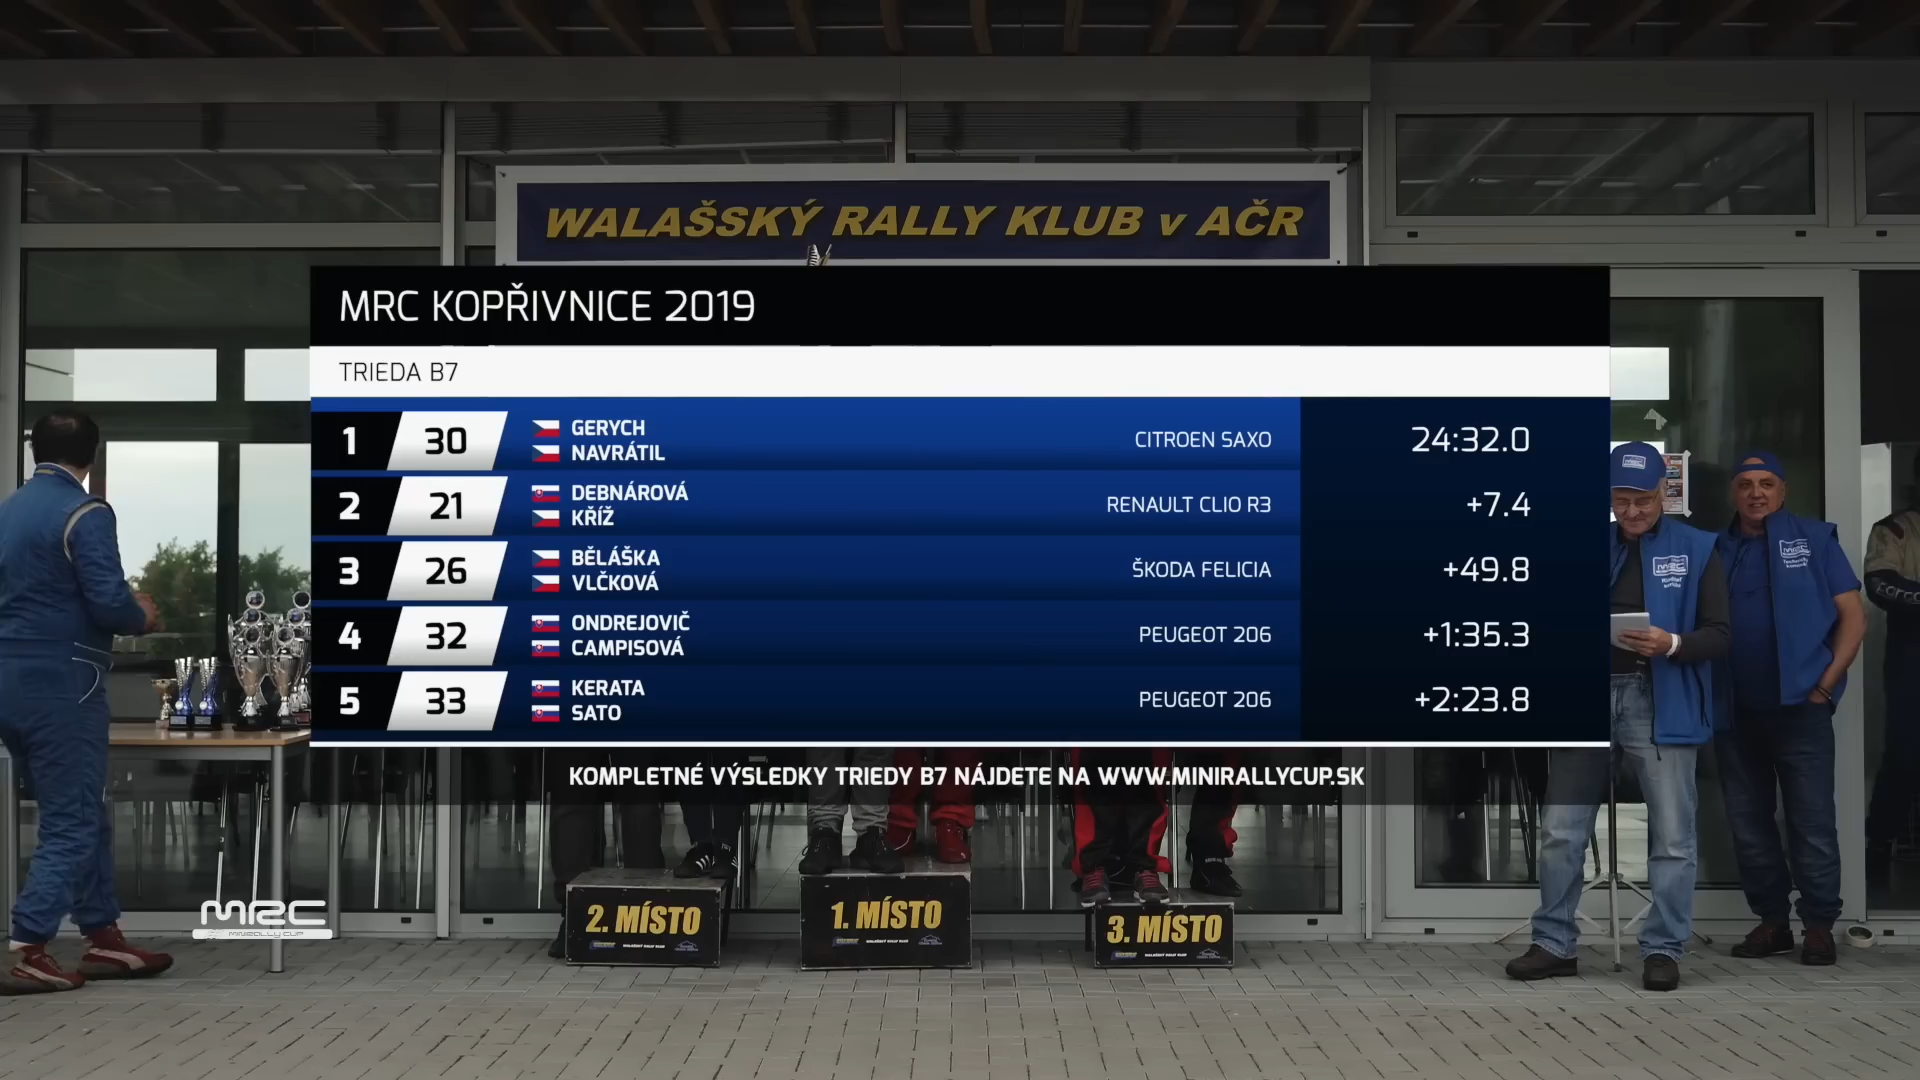 WALAŠSKÝ RALLY KLUB v AČR
MRC KOPŘIVNICE 2019
TRIEDA B7
1 30 GERYCH NAVRÁTIL CITROEN SAXO 24:32.0
2 21 DEBNÁROVÁ KŘÍŽ RENAULT CLIO R3 +7.4
3 26 BĚLÁŠKA VLČKOVÁ ŠKODA FELICIA +49.8
4 32 ONDREJOVIČ CAMPISOVÁ PEUGEOT 206 +1:35.3
5 33 KERATA SATO PEUGEOT 206 +2:23.8
KOMPLETNÉ VÝSLEDKY TRIEDY B7 NÁJDETE NA WWW.MINIRALLYCUP.SK
2. MÍSTO
1. MÍSTO
3. MÍSTO
MRC
MINIRALLY CUP